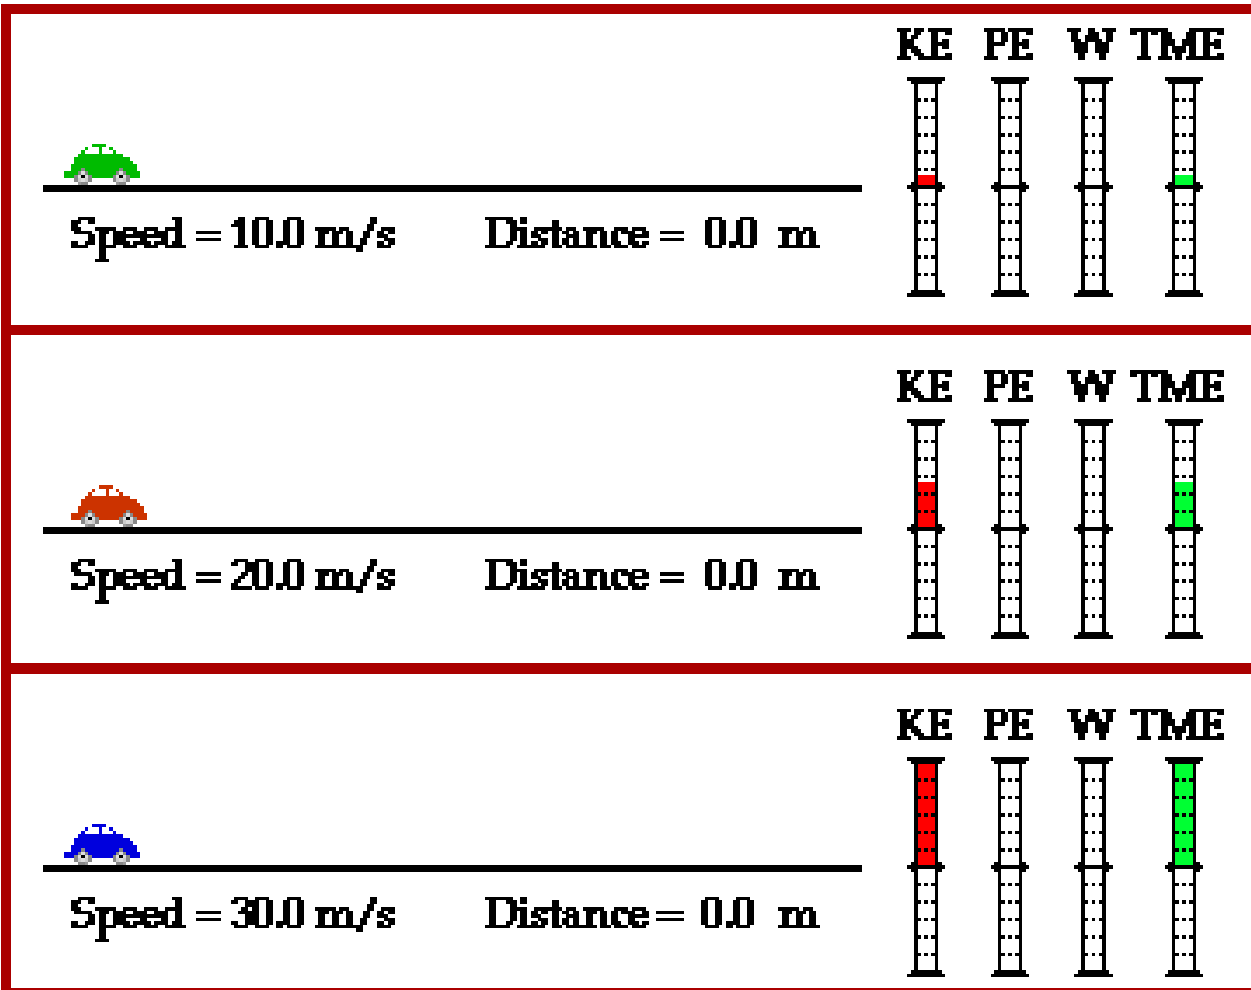 KE PE W TME
Speed = 10.0 m/s Distance = 0.0 m
KE PE W TME
Speed = 20.0 m/s Distance = 0.0 m
KE PE W TME
Speed = 30.0 m/s Distance = 0.0 m